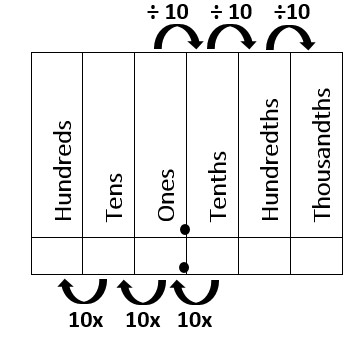 ÷ 10 ÷ 10 ÷10
Hundreds
Tens
Ones
Tenths
Hundredths
Thousandths
10x 10x 10x